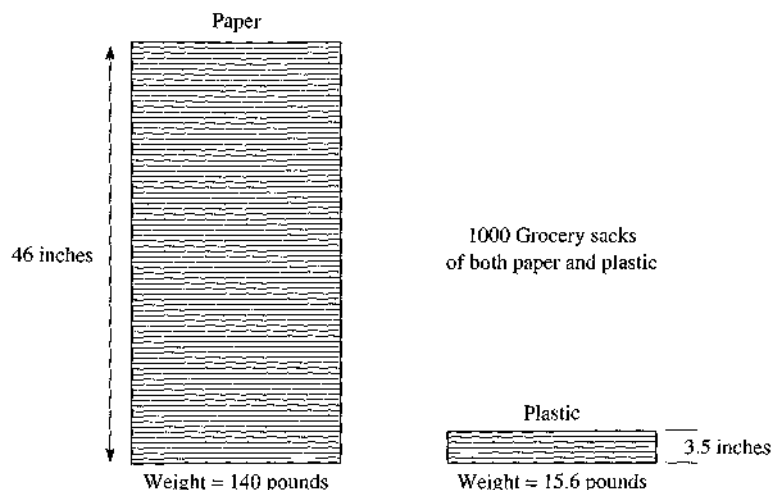 Paper
46 inches
1000 Grocery sacks
of both paper and plastic
Plastic
3.5 inches
Weight = 140 pounds
Weight = 15.6 pounds